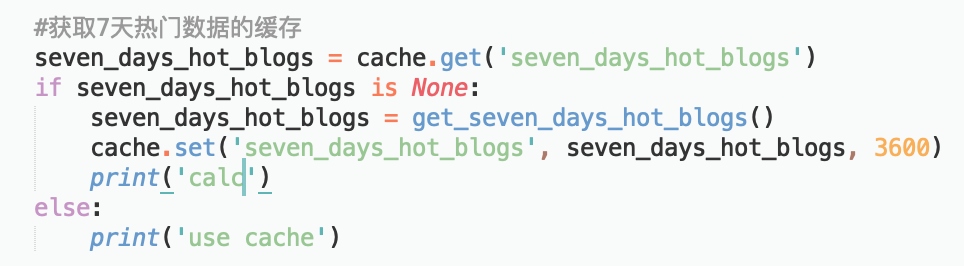 #获取7天热门数据的缓存
seven_days_hot_blogs = cache.get('seven_days_hot_blogs')
if seven_days_hot_blogs is None:
    seven_days_hot_blogs = get_seven_days_hot_blogs()
    cache.set('seven_days_hot_blogs', seven_days_hot_blogs, 3600)
    print('calc')
else:
    print('use cache')